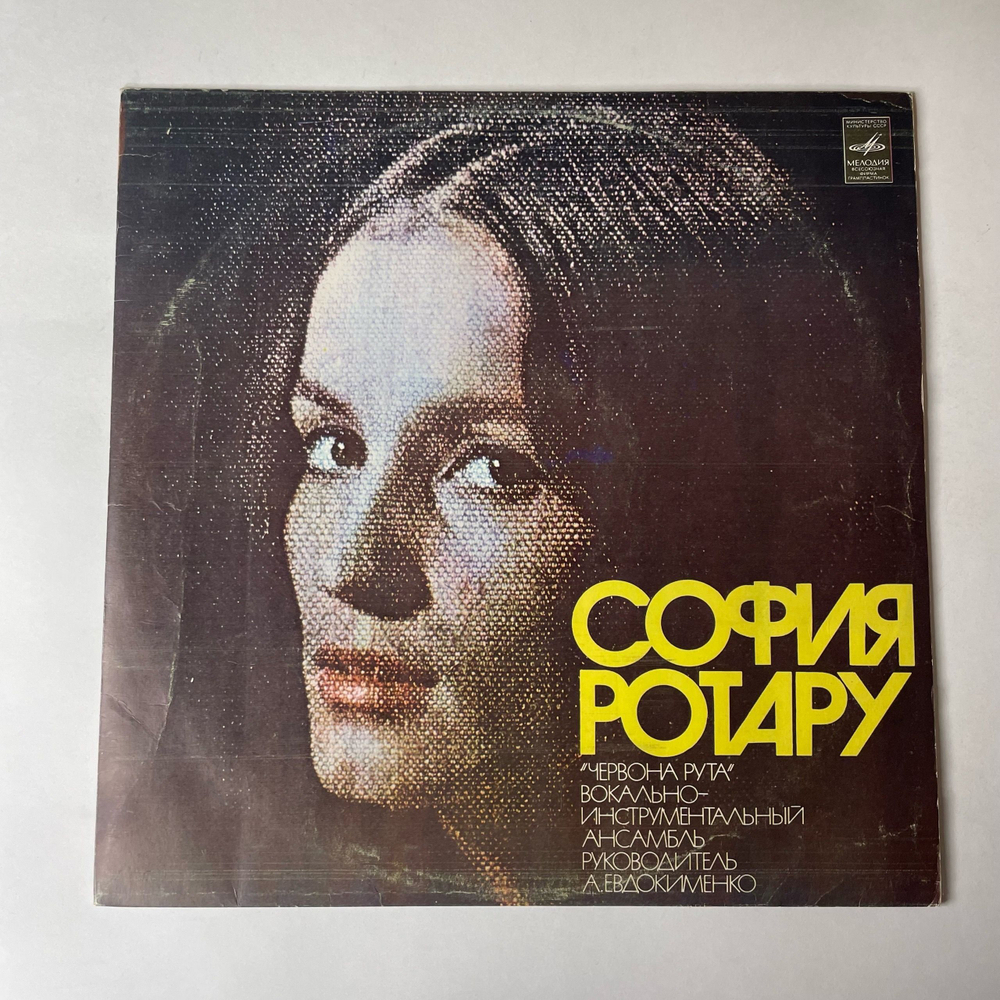 МИНИСТЕРСТВО
КУЛЬТУРЫ СССР
МЕЛОДИЯ
ВСЕСОЮЗНАЯ
ФИРМА
ГРАМПЛАСТИНОК
СОФИЯ
РОТАРУ
"ЧЕРВОНА РУТА"
ВОКАЛЬНО-
ИНСТРУМЕНТАЛЬНЫЙ
АНСАМБЛЬ
РУКОВОДИТЕЛЬ
А.ЕВДОКИМЕНКО